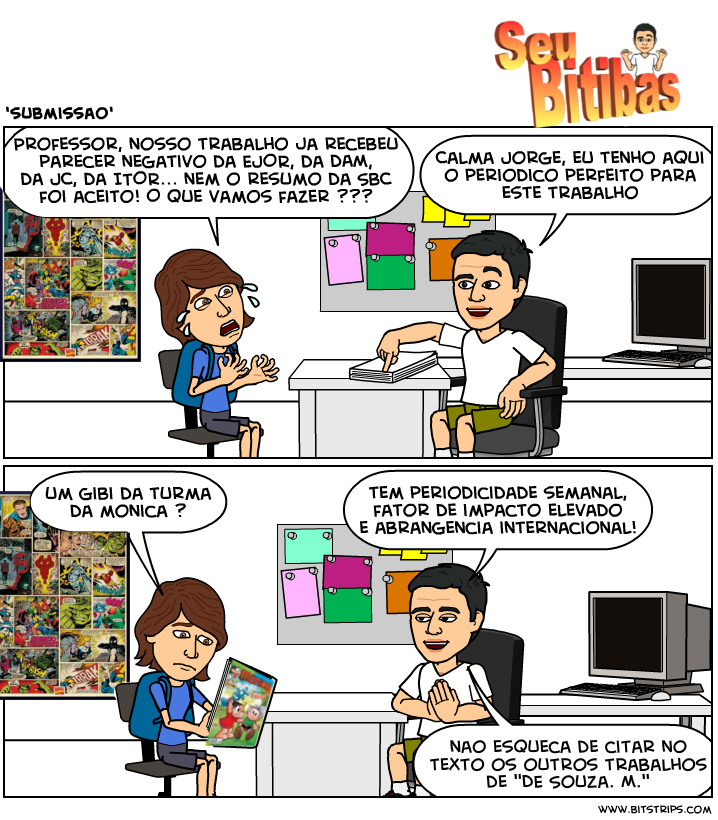 Seu
Bitibas
'SUBMISSAO'
PROFESSOR, NOSSO TRABALHO JA RECEBEU
PARECER NEGATIVO DA EJOR, DA DAM,
DA JC, DA ITOR... NEM O RESUMO DA SBC
FOI ACEITO! O QUE VAMOS FAZER ???
CALMA JORGE, EU TENHO AQUI
O PERIODICO PERFEITO PARA
ESTE TRABALHO
UM GIBI DA TURMA
DA MONICA ?
TEM PERIODICIDADE SEMANAL,
FATOR DE IMPACTO ELEVADO
E ABRANGENCIA INTERNACIONAL!
NAO ESQUECA DE CITAR NO
TEXTO OS OUTROS TRABALHOS
DE "DE SOUZA. M."
WWW.BITSTRIPS.COM